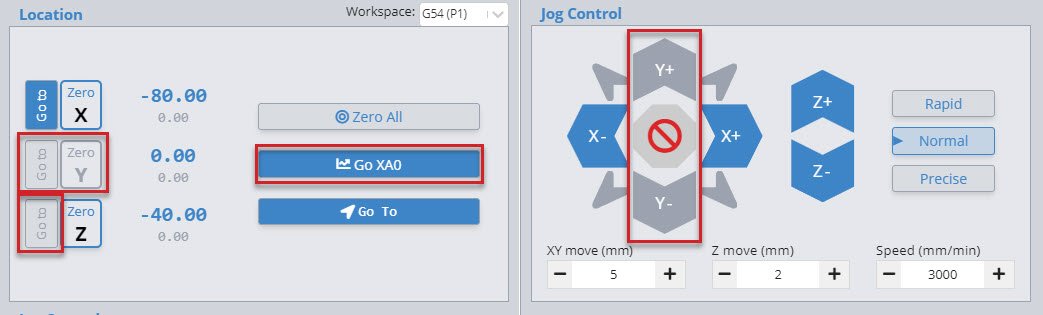 Location
Workspace: G54 (P1)
Go to
Zero
X
-80.00
0.00
Go to
Zero
Y
0.00
0.00
Go to
Zero
Z
-40.00
0.00
Zero All
Go XA0
Go To
Jog Control
Y+
X-
X+
Y-
Z+
Z-
Rapid
Normal
Precise
XY move (mm)
− 5 +
Z move (mm)
− 2 +
Speed (mm/min)
− 3000 +